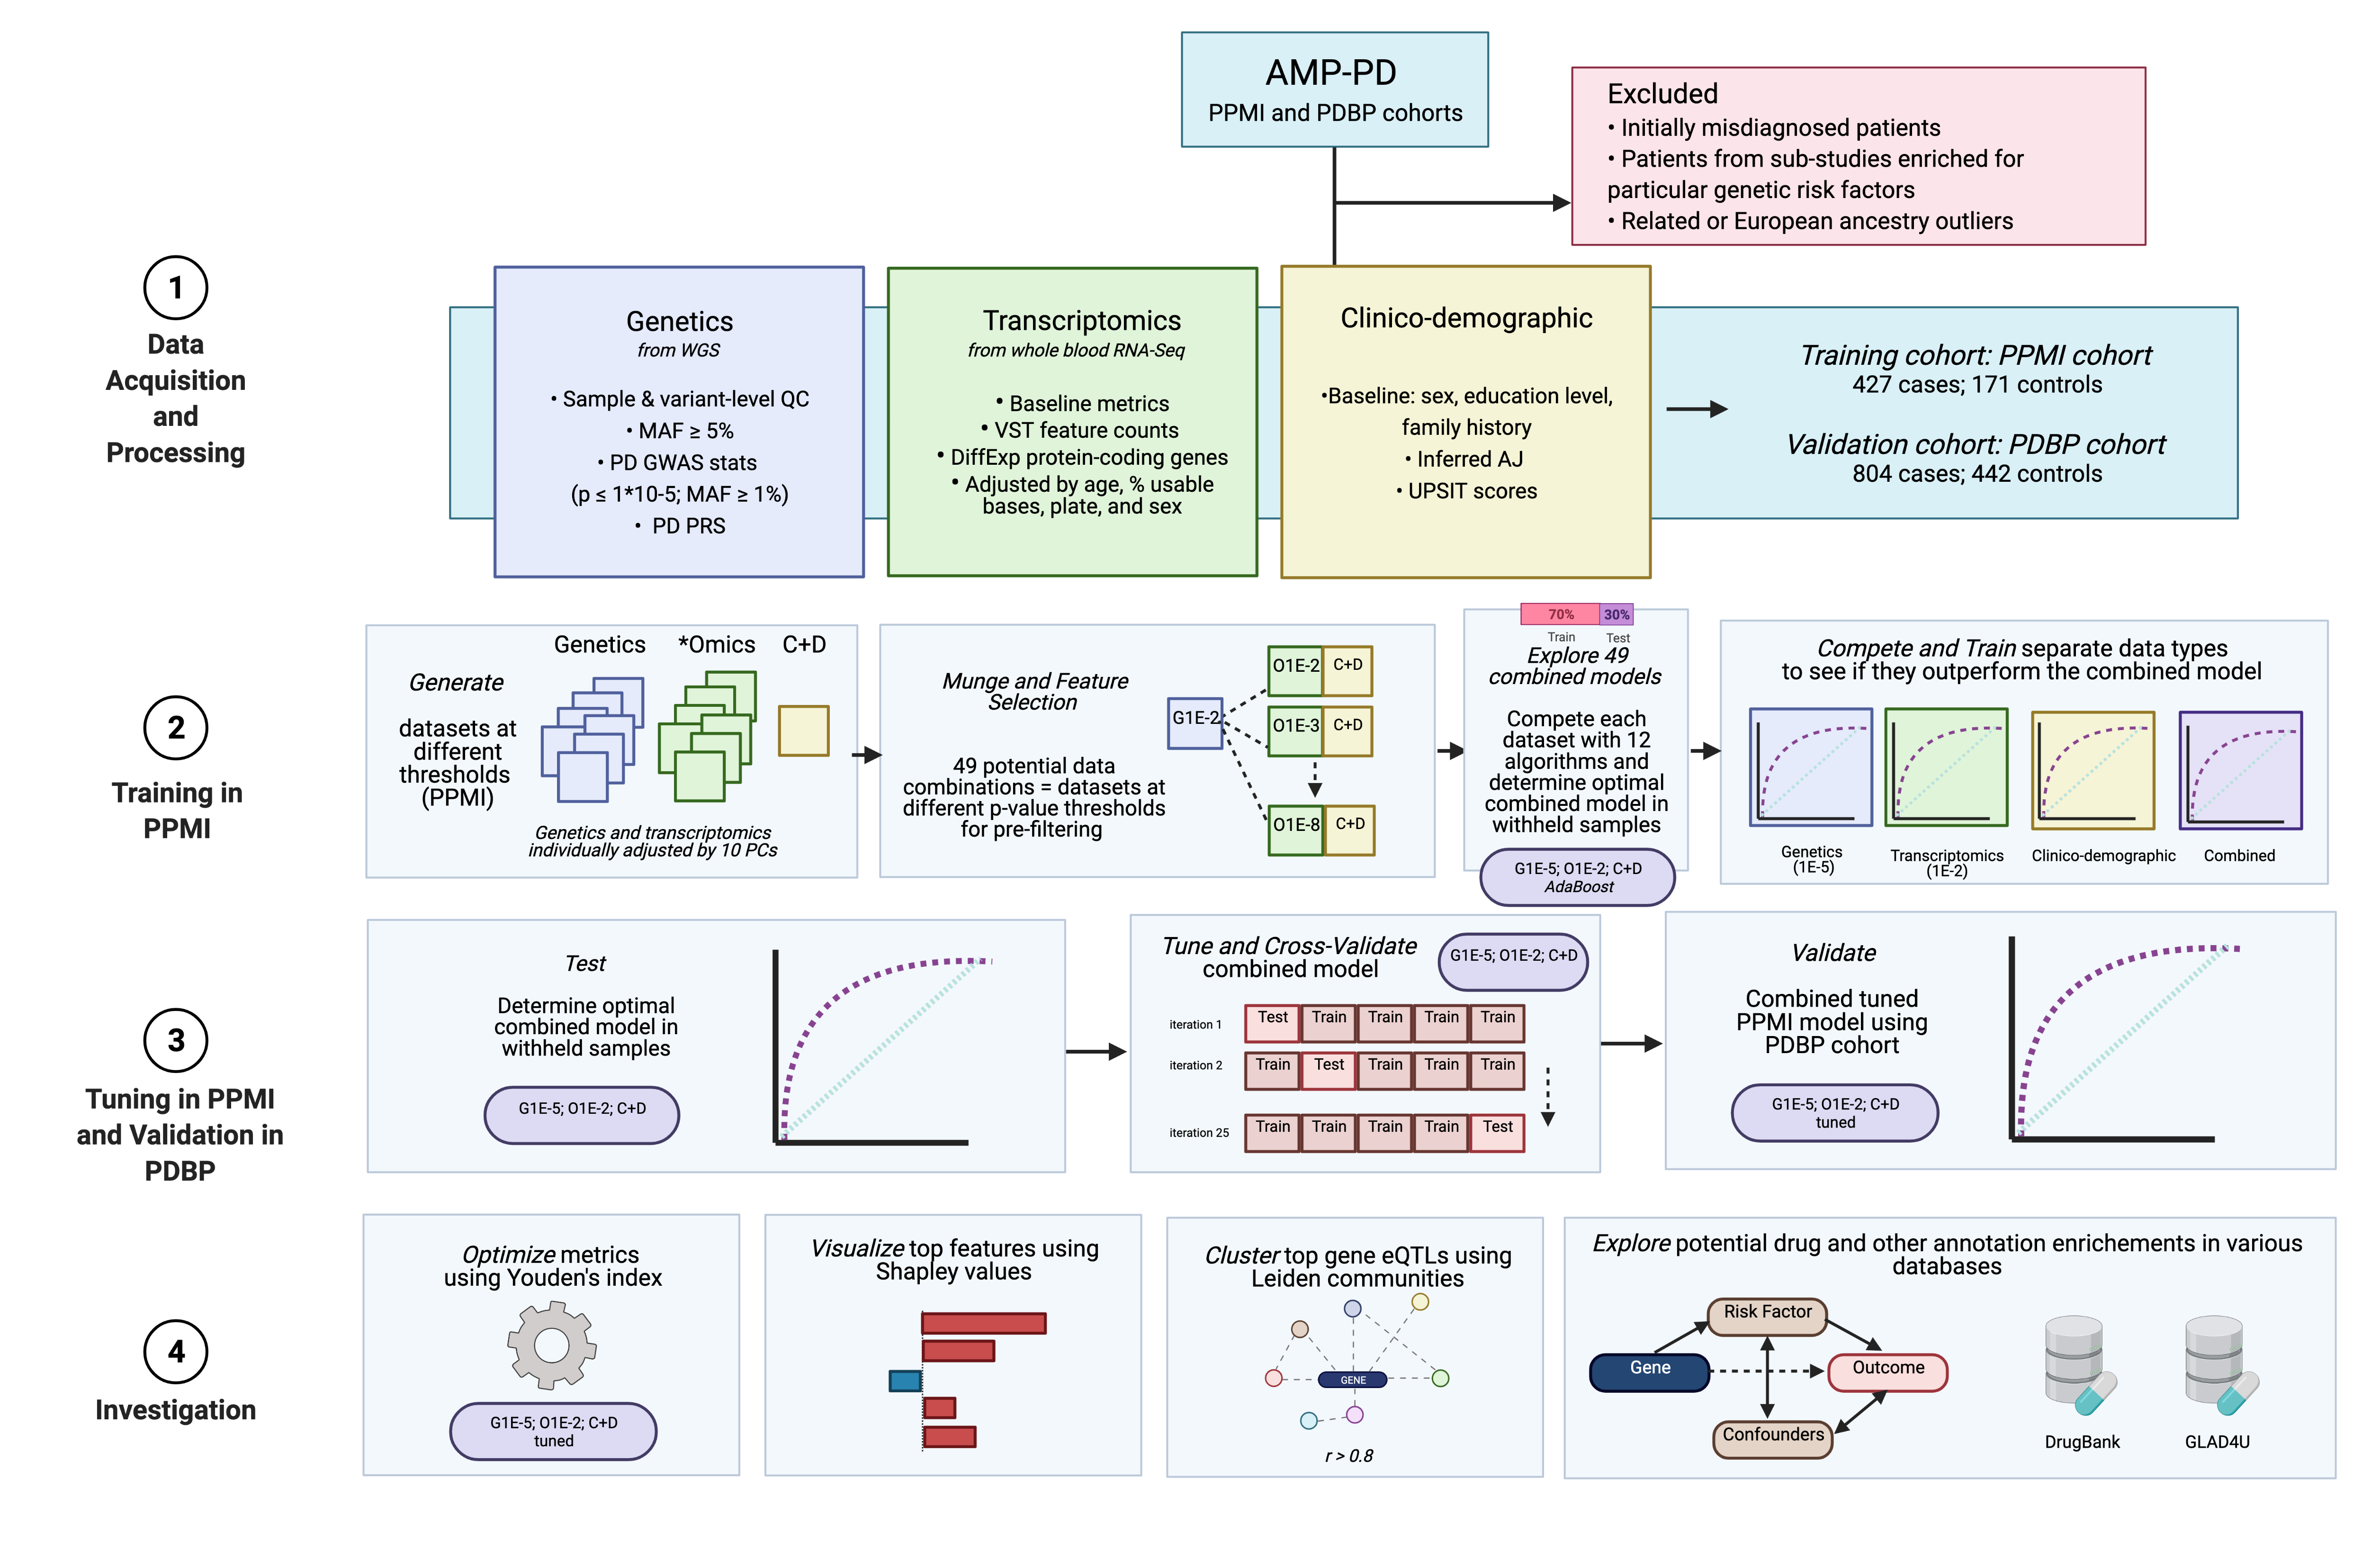 AMP-PD
PPMI and PDBP cohorts
Excluded
• Initially misdiagnosed patients
• Patients from sub-studies enriched for
particular genetic risk factors
• Related or European ancestry outliers
1
Data
Acquisition
and
Processing
Genetics
from WGS
• Sample & variant-level QC
• MAF ≥ 5%
• PD GWAS stats
(p ≤ 1*10-5; MAF ≥ 1%)
• PD PRS
Transcriptomics
from whole blood RNA-Seq
• Baseline metrics
• VST feature counts
• DiffExp protein-coding genes
• Adjusted by age, % usable
bases, plate, and sex
Clinico-demographic
•Baseline: sex, education level,
family history
• Inferred AJ
• UPSIT scores
Training cohort: PPMI cohort
427 cases; 171 controls
Validation cohort: PDBP cohort
804 cases; 442 controls
2
Training in
PPMI
Generate
datasets at
different
thresholds
(PPMI)
Genetics
*Omics
C+D
Genetics and transcriptomics
individually adjusted by 10 PCs
Munge and Feature
Selection
49 potential data
combinations = datasets at
different p-value thresholds
for pre-filtering
G1E-2
O1E-2
C+D
O1E-3
C+D
O1E-8
C+D
70%
30%
Train
Test
Explore 49
combined models
Compete each
dataset with 12
algorithms and
determine optimal
combined model in
withheld samples
G1E-5; O1E-2; C+D
AdaBoost
Compete and Train separate data types
to see if they outperform the combined model
Genetics
(1E-5)
Transcriptomics
(1E-2)
Clinico-demographic
Combined
3
Tuning in PPMI
and Validation in
PDBP
Test
Determine optimal
combined model in
withheld samples
G1E-5; O1E-2; C+D
Tune and Cross-Validate
combined model
G1E-5; O1E-2; C+D
iteration 1
Test
Train
Train
Train
Train
iteration 2
Train
Test
Train
Train
Train
iteration 25
Train
Train
Train
Train
Test
Validate
Combined tuned
PPMI model using
PDBP cohort
G1E-5; O1E-2; C+D
tuned
4
Investigation
Optimize metrics
using Youden's index
G1E-5; O1E-2; C+D
tuned
Visualize top features using
Shapley values
Cluster top gene eQTLs using
Leiden communities
GENE
r > 0.8
Explore potential drug and other annotation enrichements in various
databases
Risk Factor
Gene
Outcome
Confounders
DrugBank
GLAD4U